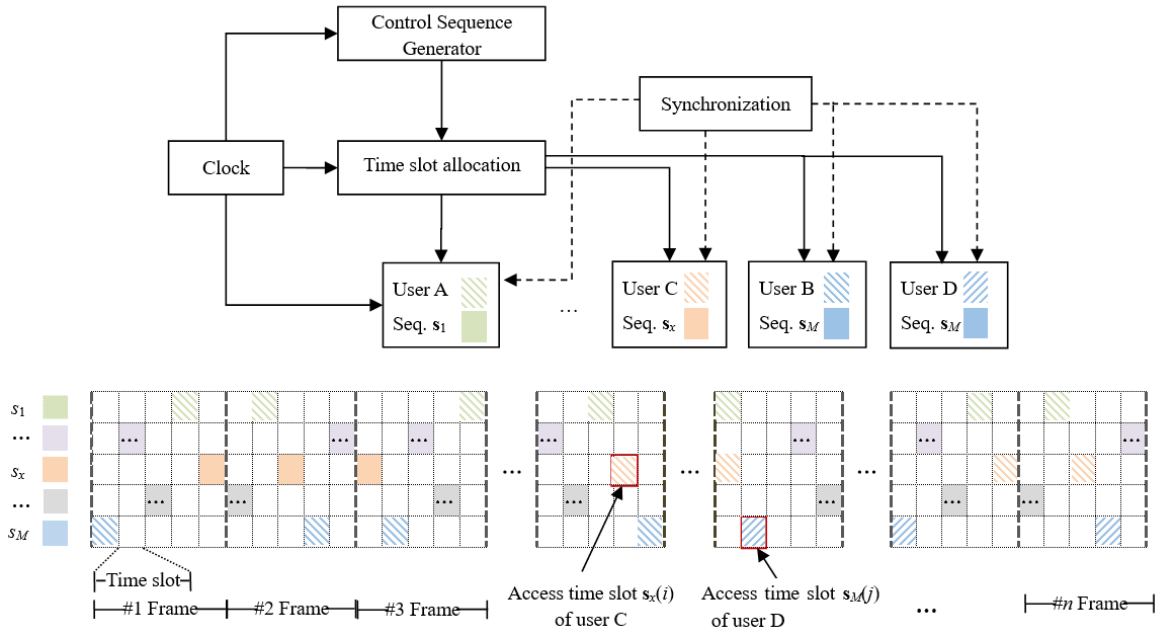 Control Sequence
Generator
Synchronization
Clock
Time slot allocation
User A
Seq. s1
...
User C
Seq. sx
User B
Seq. sM
User D
Seq. sM
s1
...
sx
...
sM
... ... ... ... ... ...
... ... ...
... ... ... ... ... ...
Time slot
#1 Frame
#2 Frame
#3 Frame
Access time slot sx(i)
of user C
Access time slot sM(j)
of user D
...
#n Frame